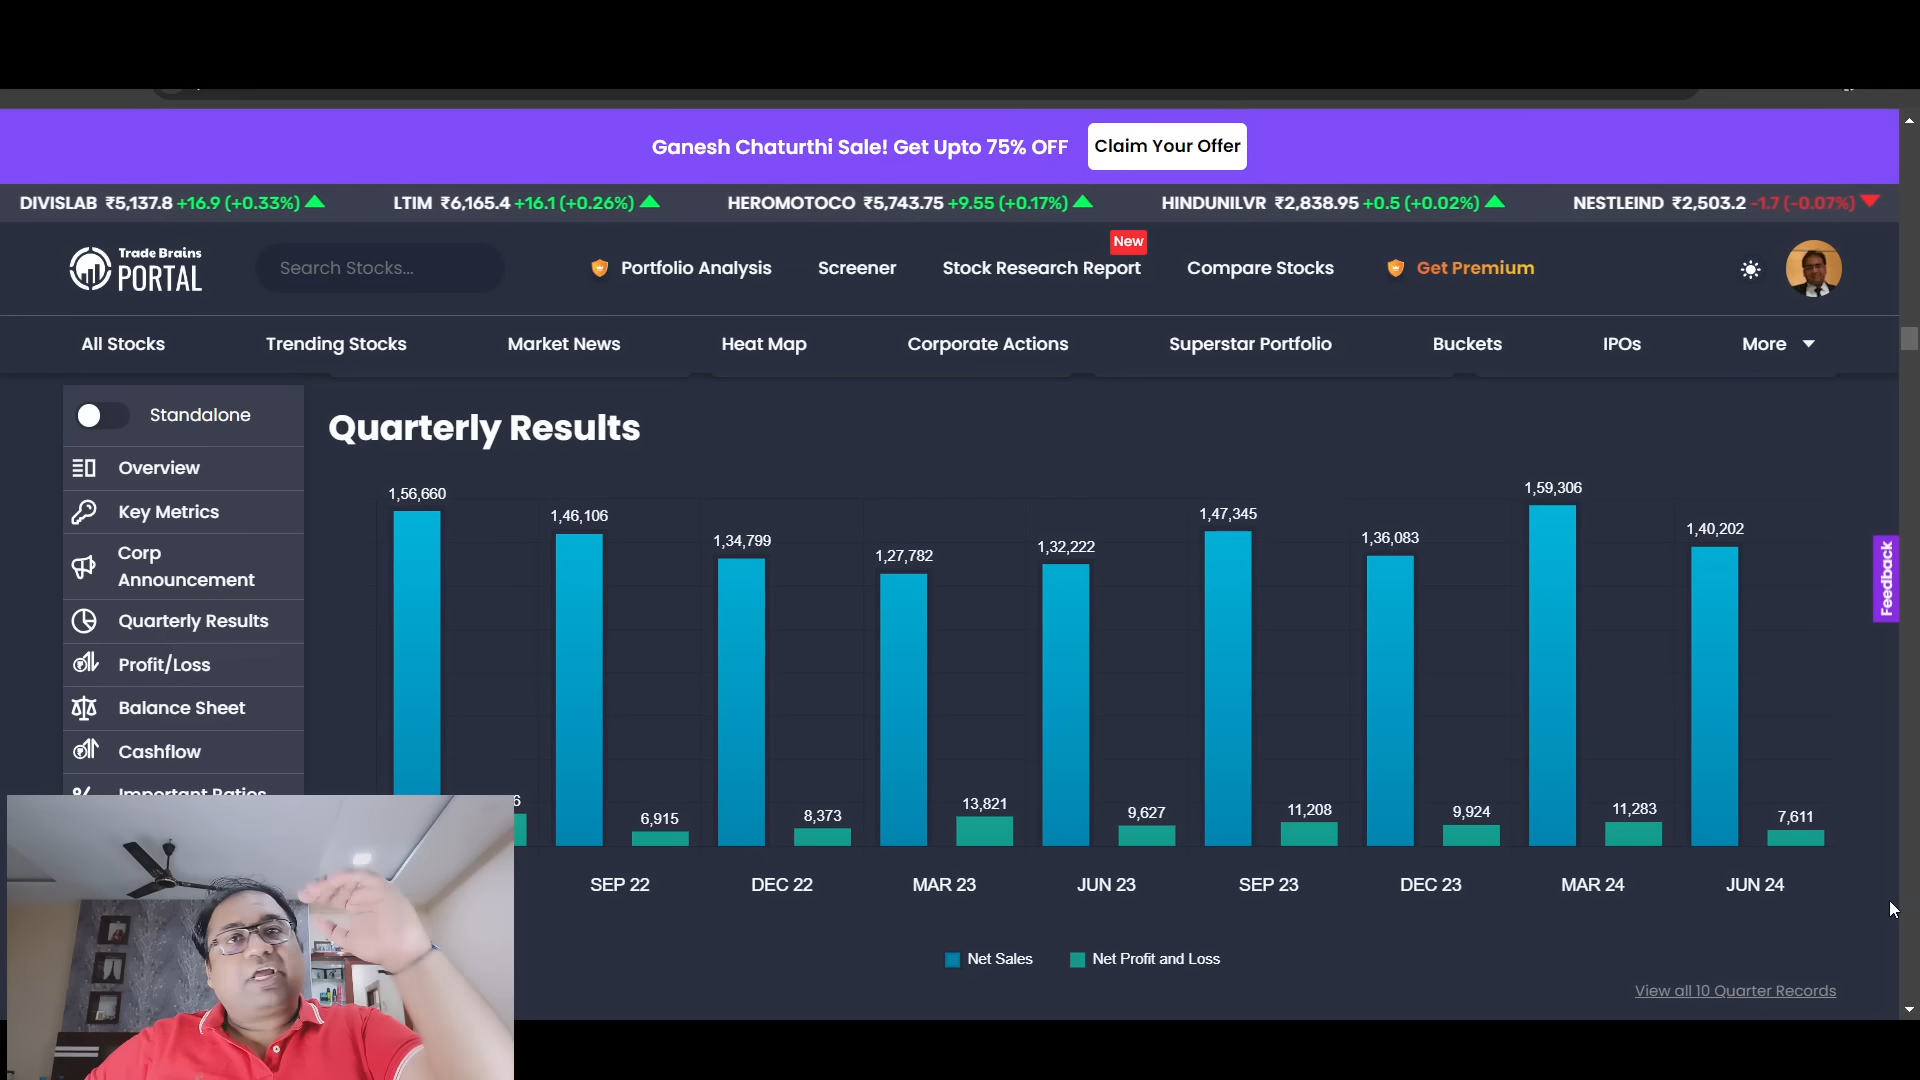 Ganesh Chaturthi Sale! Get Upto 75% OFF
Claim Your Offer
DIVISLAB ₹5,137.8 +16.9 (+0.33%)
LTIM ₹6,165.4 +16.1 (+0.26%)
HEROMOTOCO ₹5,743.75 +9.55 (+0.17%)
HINDUNILVR ₹2,838.95 +0.5 (+0.02%)
NESTLEIND ₹2,503.2 -1.7 (-0.07%)
Trade Brains
PORTAL
Search Stocks...
Portfolio Analysis
Screener
New
Stock Research Report
Compare Stocks
Get Premium
All Stocks
Trending Stocks
Market News
Heat Map
Corporate Actions
Superstar Portfolio
Buckets
IPOs
More
Standalone
Overview
Key Metrics
Corp
Announcement
Quarterly Results
Profit/Loss
Balance Sheet
Cashflow
Important Ratios
Quarterly Results
1,56,660
1,46,106
1,34,799
1,27,782
1,32,222
1,47,345
1,36,083
1,59,306
1,40,202
6
6,915
8,373
13,821
9,627
11,208
9,924
11,283
7,611
SEP 22
DEC 22
MAR 23
JUN 23
SEP 23
DEC 23
MAR 24
JUN 24
Net Sales
Net Profit and Loss
View all 10 Quarter Records
Feedback